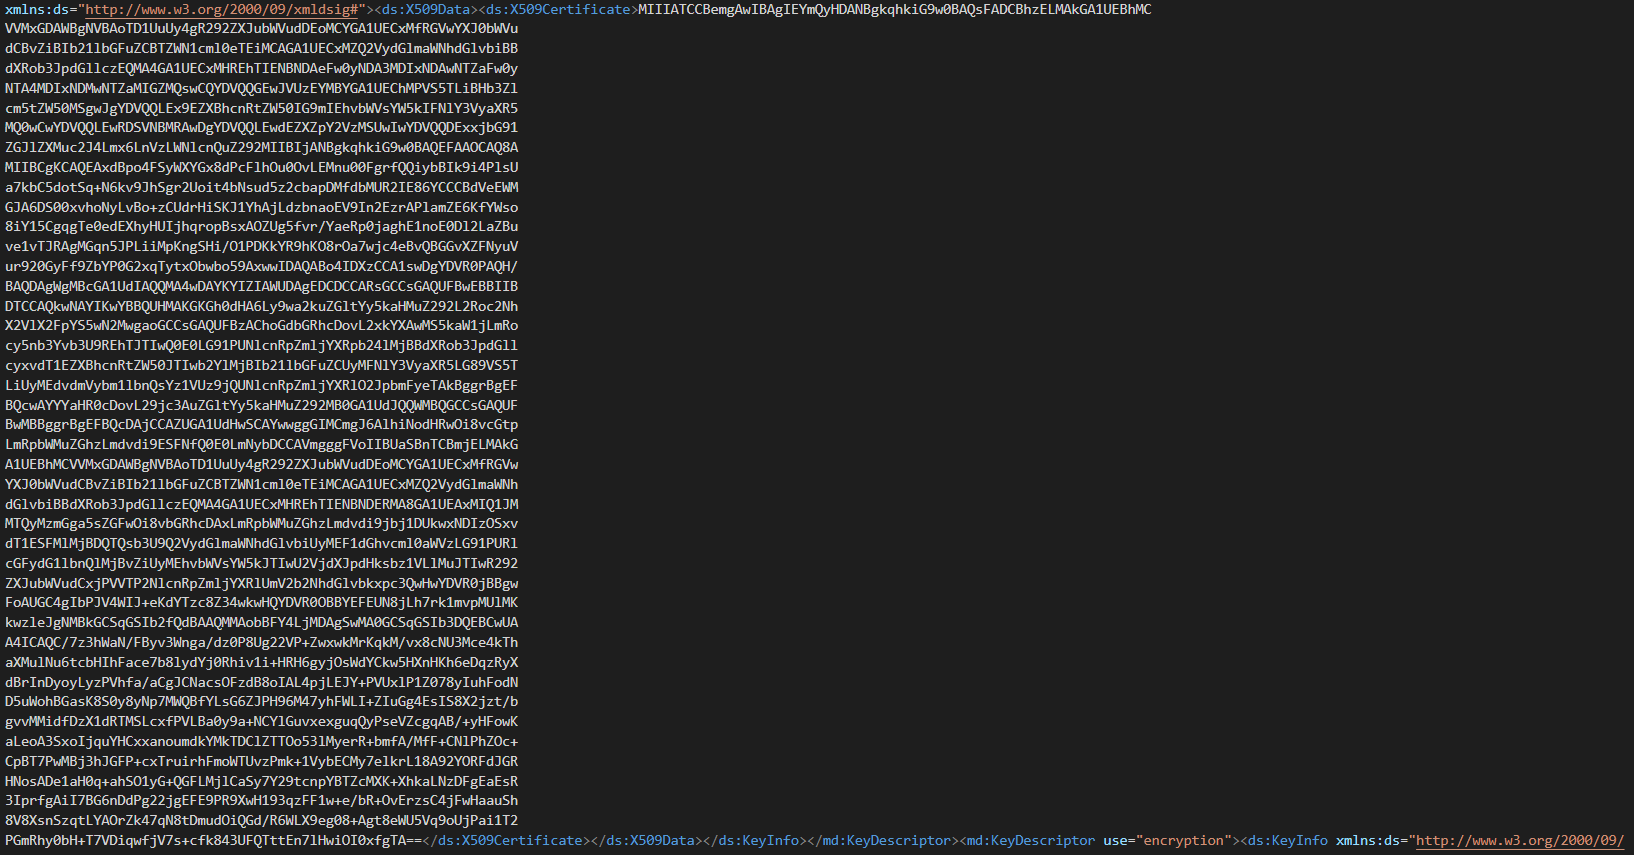 xmlns:ds="http://www.w3.org/2000/09/xmldsig#"><ds:X509Data><ds:X509Certificate>MIIIATCCBemgAwIBAgIEYmQyHDANBgkqhkiG9w0BAQsFADCBhzELMAkGA1UEBhMC
VVMxGDAWBgNVBAoTD1UuUy4gR292ZXJubWVudDEoMCYGA1UECxMfRGVwYXJ0bWVu
dCBvZiBIb21lbGFuZCBTZWN1cml0eTEiMCAGA1UECxMZQ2VydGlmaWNhdGlvbiBB
dXRob3JpdGllczEQMA4GA1UECxMHREhTIENBNDAeFw0yNDA3MDIxNDAwNTZaFw0y
NTA4MDIxNDMwNTZaMIGZMQswCQYDVQQGEwJVUzEYMBYGA1UEChMPVS5TLiBHb3Zl
cm5tZW50MSgwJgYDVQQLEx9EZXBhcnRtZW50IG9mIEhvbWVsYW5kIFNlY3VyaXR5
MQ0wCwYDVQQLEwRDSVNBMRAwDgYDVQQLEwdEZXZpY2VzMSUwIwYDVQQDExxjbG91
ZGJlZXMuc2J4Lmx6LnVzLWNlcnQuZ292MIIBIjANBgkqhkiG9w0BAQEFAAOCAQ8A
MIIBCgKCAQEAxdBpo4FSyWXYGx8dPcFlhOu0OvLEMnu00FgrfQQiybBIk9i4PlsU
a7kbC5dotSq+N6kv9JhSgr2Uoit4bNsud5z2cbapDMfdbMUR2IE86YCCCBdVeEWM
GJA6DS00xvhoNyLvBo+zCUdrHiSKJ1YhAjLdzbnaoEV9In2EzrAPlamZE6KfYWso
8iY15CgqgTe0edEXhyHUIjhqropBsxAOZUg5fvr/YaeRp0jaghE1noE0Dl2LaZBu
ve1vTJRAgMGqn5JPLiiMpKngSHi/O1PDKkYR9hKO8rOa7wjc4eBvQBGGvXZFNyuV
ur920GyFf9ZbYP0G2xqTytxObwbo59AxwwIDAQABo4IDXzCCA1swDgYDVR0PAQH/
BAQDAgWgMBcGA1UdIAQQMA4wDAYKYIZIAWUDAgEDCDCCARsGCCsGAQUFBwEBBIIB
DTCCAQkwNAYIKwYBBQUHMAKGKGh0dHA6Ly9wa2kuZGltYy5kaHMuZ292L2Roc2Nh
X2VlX2FpYS5wN2MwgaoGCCsGAQUFBzAChoGdbGRhcDovL2xkYXAwMS5kaW1jLmRo
cy5nb3Yvb3U9REhTJTIwQ0E0LG91PUNlcnRpZmljYXRpb24lMjBBdXRob3JpdGll
cyxvdT1EZXBhcnRtZW50JTIwb2YlMjBIb21lbGFuZCUyMFNlY3VyaXR5LG89VS5T
LiUyMEdvdmVybm1lbnQsYz1VUz9jQUNlcnRpZmljYXRlO2JpbmFyeTAkBggrBgEF
BQcwAYYYaHR0cDovL29jc3AuZGltYy5kaHMuZ292MB0GA1UdJQQWMBQGCCsGAQUF
BwMBBggrBgEFBQcDAjCCAZUGA1UdHwSCAYwwggGIMCmgJ6AlhiNodHRwOi8vcGtp
LmRpbWMuZGhzLmdvdi9ESFNfQ0E0LmNybDCCAVmgggFVoIIBUaSBnTCBmjELMAkG
A1UEBhMCVVMxGDAWBgNVBAoTD1UuUy4gR292ZXJubWVudDEoMCYGA1UECxMfRGVw
YXJ0bWVudCBvZiBIb21lbGFuZCBTZWN1cml0eTEiMCAGA1UECxMZQ2VydGlmaWNh
dGlvbiBBdXRob3JpdGllczEQMA4GA1UECxMHREhTIENBNDERMA8GA1UEAxMIQ1JM
MTQyMzmGga5sZGFwOi8vbGRhcDAxLmRpbWMuZGhzLmdvdi9jbj1DUkwxNDIzOSxv
dT1ESFMlMjBDQTQsb3U9Q2VydGlmaWNhdGlvbiUyMEF1dGhvcml0aWVzLG91PURl
cGFydG1lbnQlMjBvZiUyMEhvbWVsYW5kJTIwU2VjdXJpdHksbz1VLlMuJTIwR292
ZXJubWVudCxjPVVTP2NlcnRpZmljYXRlUmV2b2NhdGlvbkxpc3QwHwYDVR0jBBgw
FoAUGC4gIbPJV4WIJ+eKdYTzc8Z34wkwHQYDVR0OBBYEFEUN8jLh7rk1mvpMUlMK
kwzleJgNMBkGCSqGSIb2fQdBAAQMMAobBFY4LjMDAgSwMA0GCSqGSIb3DQEBCwUA
A4ICAQC/7z3hWaN/FByv3Wnga/dz0P8Ug22VP+ZwxwkMrKqkM/vx8cNU3Mce4kTh
aXMulNu6tcbHIhFace7b8lydYj0Rhiv1i+HRH6gyjOsWdYCkw5HXnHKh6eDqzRyX
dBrInDyoyLyzPVhfa/aCgJCNacsOFzdB8oIAL4pjLEJY+PVUxlP1Z078yIuhFodN
D5uWohBGasK8S0y8yNp7MWQBfYLsG6ZJPH96M47yhFWLI+ZIuGg4EsIS8X2jzt/b
gvvMMidfDzX1dRTMSLcxfPVLBa0y9a+NCYlGuvxexguqQyPseVZcgqAB/+yHFowK
aLeoA3SxoIjquYHCxxanoumdkYMkTDClZTTOo53lMyerR+bmfA/MfF+CNlPhZOc+
CpBT7PwMBj3hJGFP+cxTruirhFmoWTUvzPmk+1VybECMy7elkrL18A92YORFdJGR
HNosADe1aH0q+ahSO1yG+QGFLMjlCaSy7Y29tcnpYBTZcMXK+XhkaLNzDFgEaEsR
3IprfgAiI7BG6nDdPg22jgEFE9PR9XwH193qzFF1w+e/bR+OvErzsC4jFwHaauSh
8V8XsnSzqtLYAOrZk47qN8tDmudOiQGd/R6WLX9eg08+Agt8eWU5Vq9oUjPai1T2
PGmRhy0bH+T7VDiqwfjV7s+cfk843UFQTttEn7lHwiOI0xfgTA==</ds:X509Certificate></ds:X509Data></ds:KeyInfo></md:KeyDescriptor><md:KeyDescriptor use="encryption"><ds:KeyInfo xmlns:ds="http://www.w3.org/2000/09/